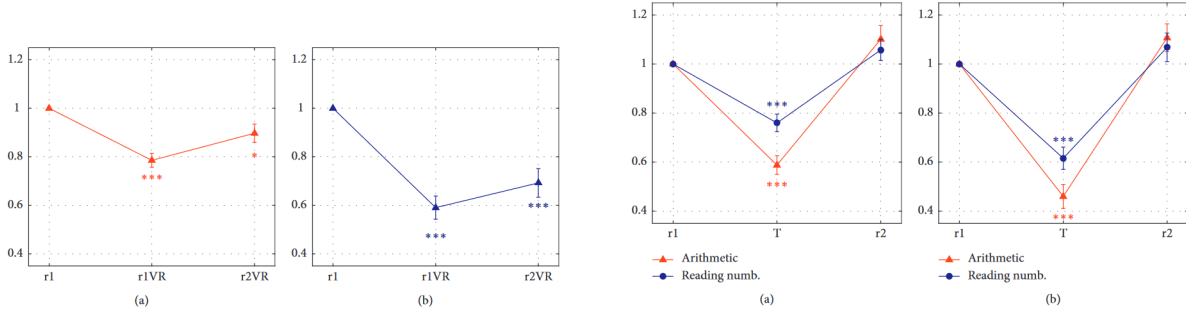 1.2
1
0.8
0.6
0.4
***
*
r1
r1VR
r2VR
(a)
1.2
1
0.8
0.6
0.4
***
***
r1
r1VR
r2VR
(b)
1.2
1
0.8
0.6
0.4
***
***
r1
T
r2
Arithmetic
Reading numb.
(a)
1.2
1
0.8
0.6
0.4
***
***
r1
T
r2
Arithmetic
Reading numb.
(b)